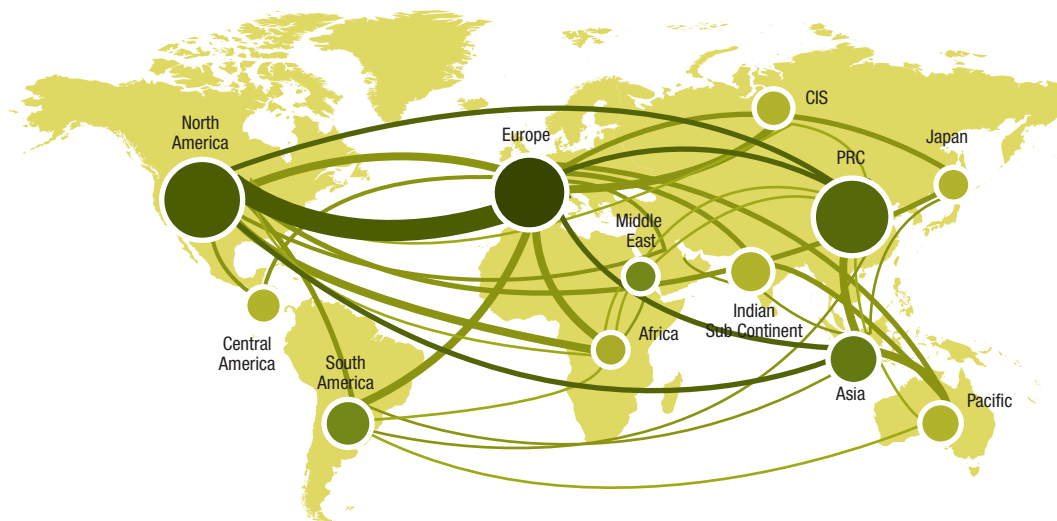 CIS
North
America
Europe
Japan
PRC
Middle
East
Indian
Sub Continent
Africa
Central
America
South
America
Asia
Pacific